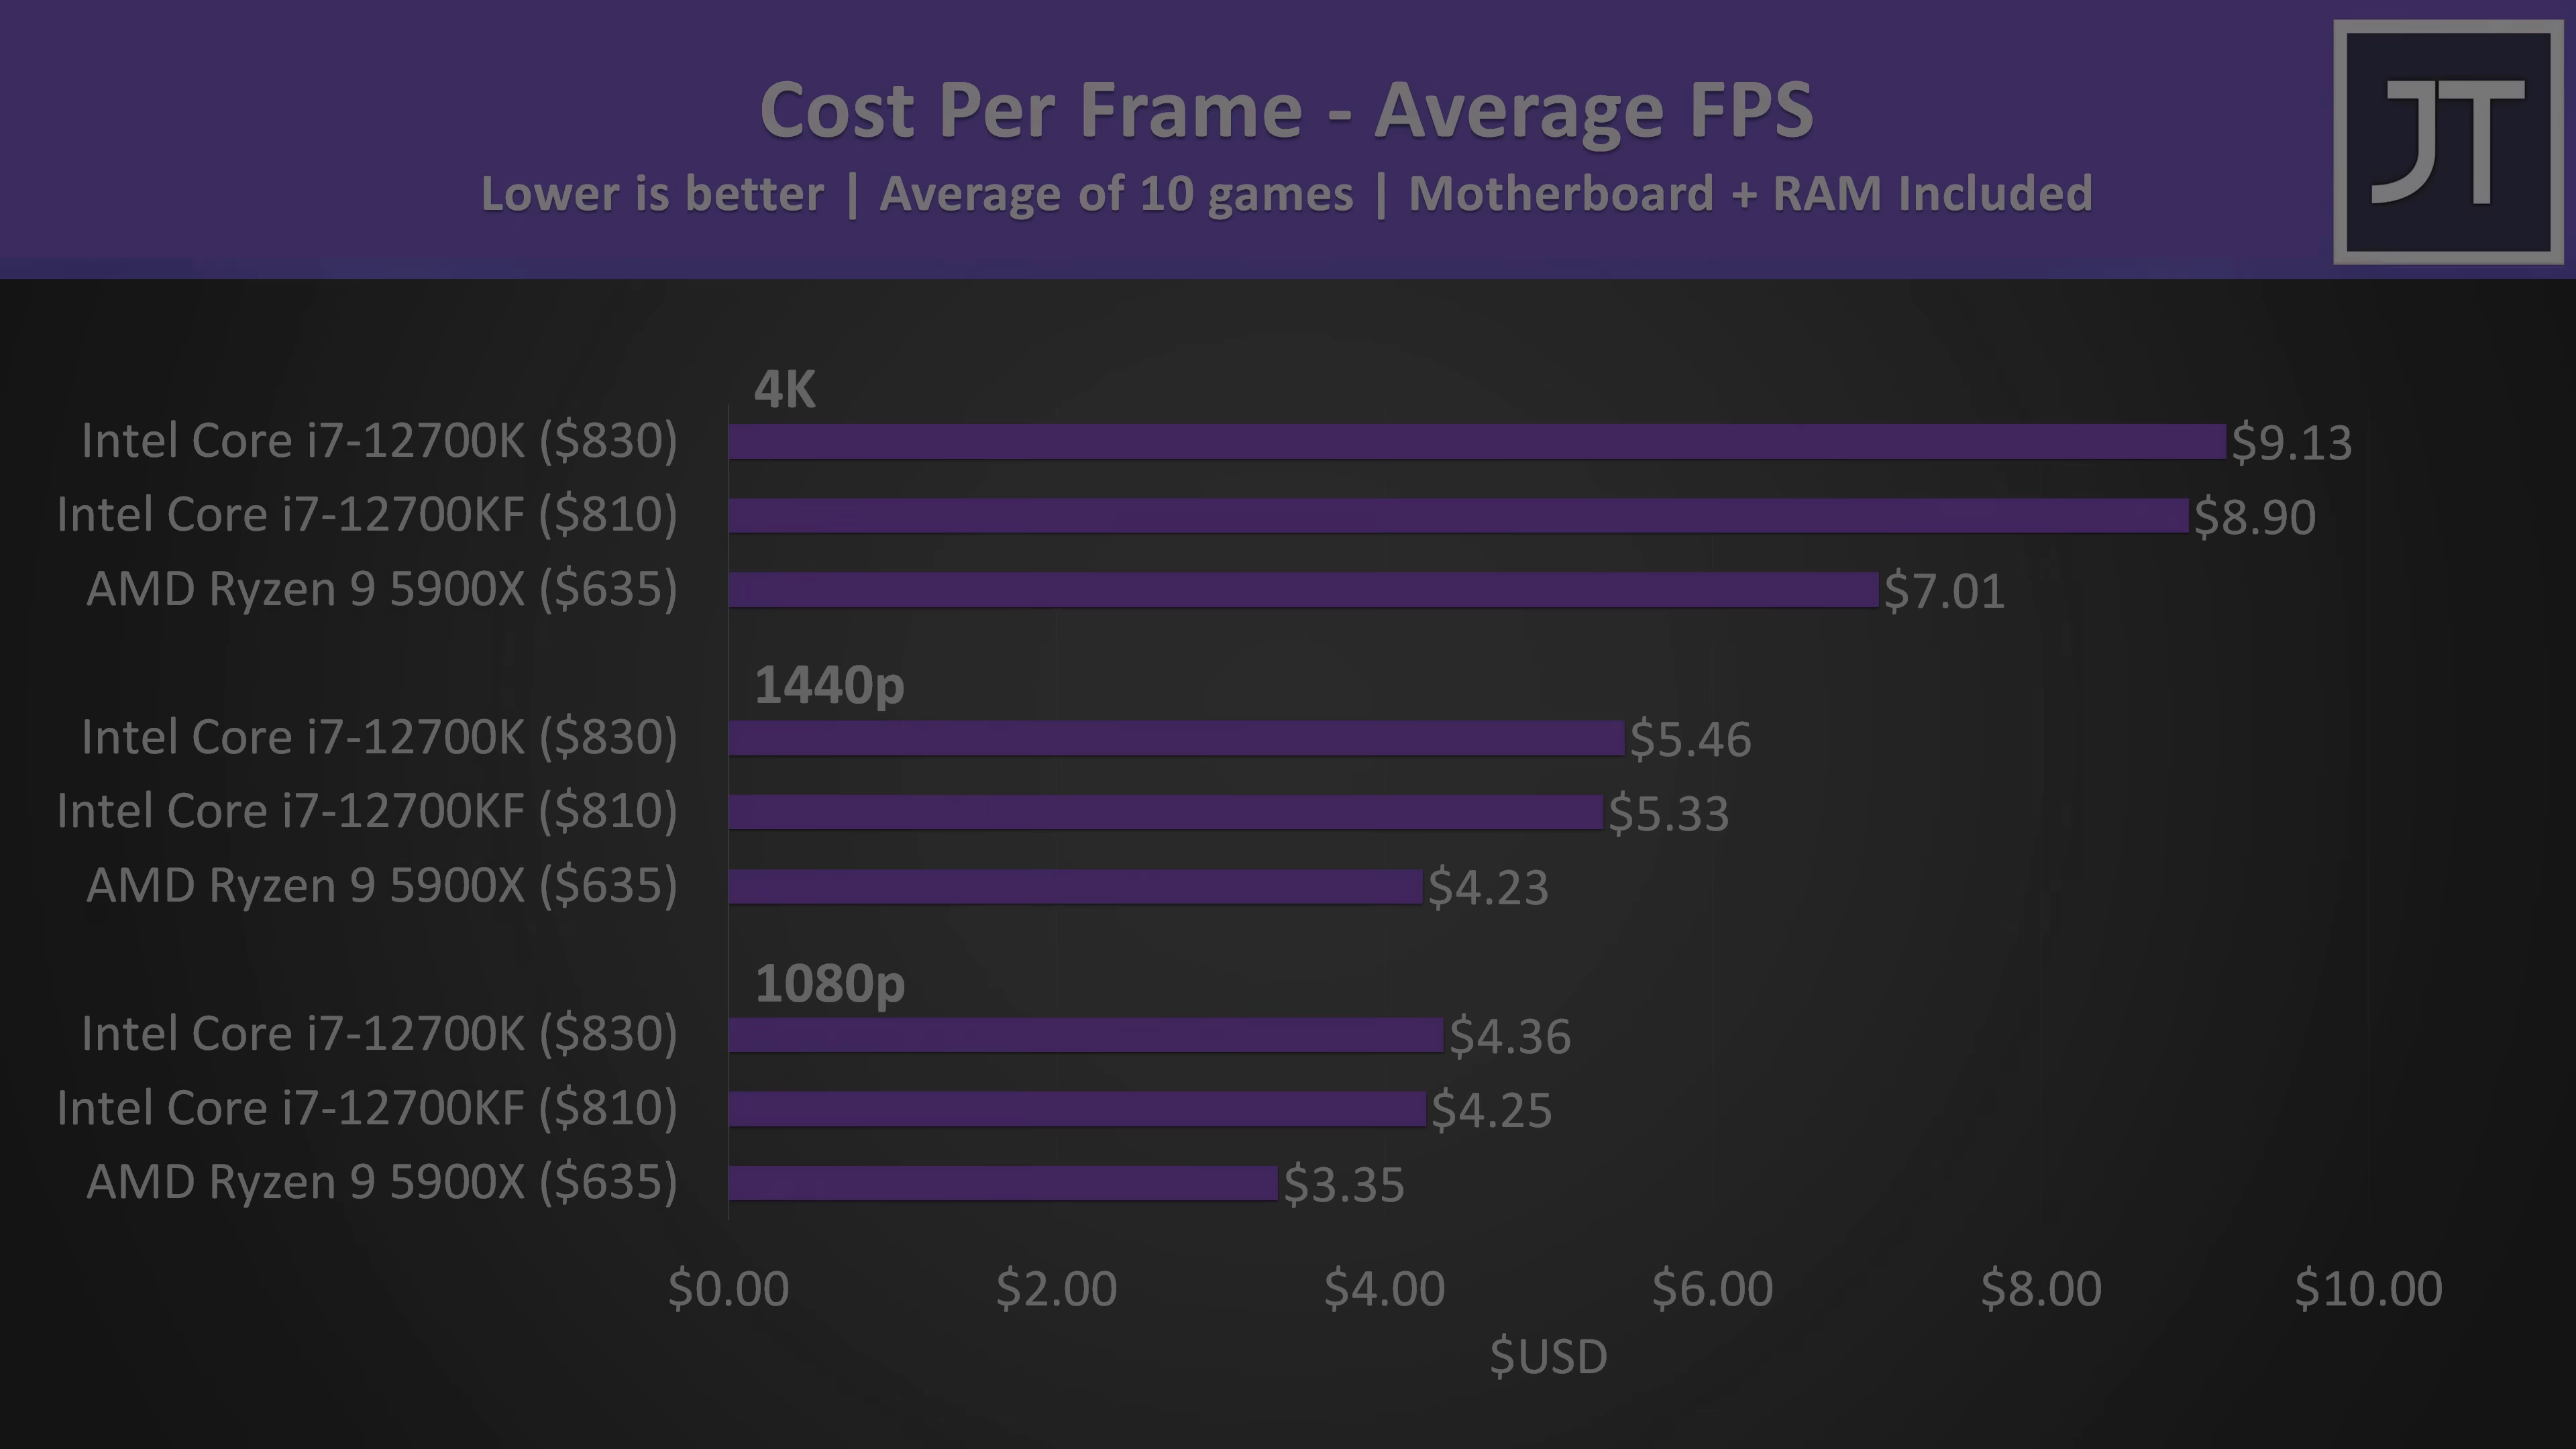 Cost Per Frame - Average FPS
JT
Lower is better | Average of 10 games | Motherboard + RAM Included
4K
Intel Core i7-12700K ($830) $9.13
Intel Core i7-12700KF ($810) $8.90
AMD Ryzen 9 5900X ($635) $7.01
1440p
Intel Core i7-12700K ($830) $5.46
Intel Core i7-12700KF ($810) $5.33
AMD Ryzen 9 5900X ($635) $4.23
1080p
Intel Core i7-12700K ($830) $4.36
Intel Core i7-12700KF ($810) $4.25
AMD Ryzen 9 5900X ($635) $3.35
$0.00 $2.00 $4.00 $6.00 $8.00 $10.00
$USD